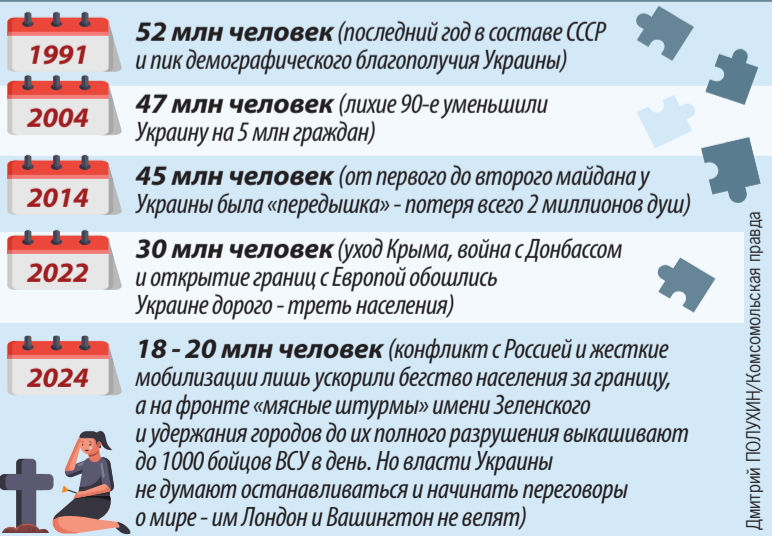 1991
52 млн человек (последний год в составе СССР
и пик демографического благополучия Украины)
2004
47 млн человек (лихие 90-е уменьшили
Украину на 5 млн граждан)
2014
45 млн человек (от первого до второго майдана у
Украины была «передышка» - потеря всего 2 миллионов душ)
2022
30 млн человек (уход Крыма, война с Донбассом
и открытие границ с Европой обошлись
Украине дорого - треть населения)
2024
18 - 20 млн человек (конфликт с Россией и жесткие
мобилизации лишь ускорили бегство населения за границу,
а на фронте «мясные штурмы» имени Зеленского
и удержания городов до их полного разрушения выкашивают
до 1000 бойцов ВСУ в день. Но власти Украины
не думают останавливаться и начинать переговоры
о мире - им Лондон и Вашингтон не велят)
Дмитрий ПОЛУХИН/Комсомольская правда